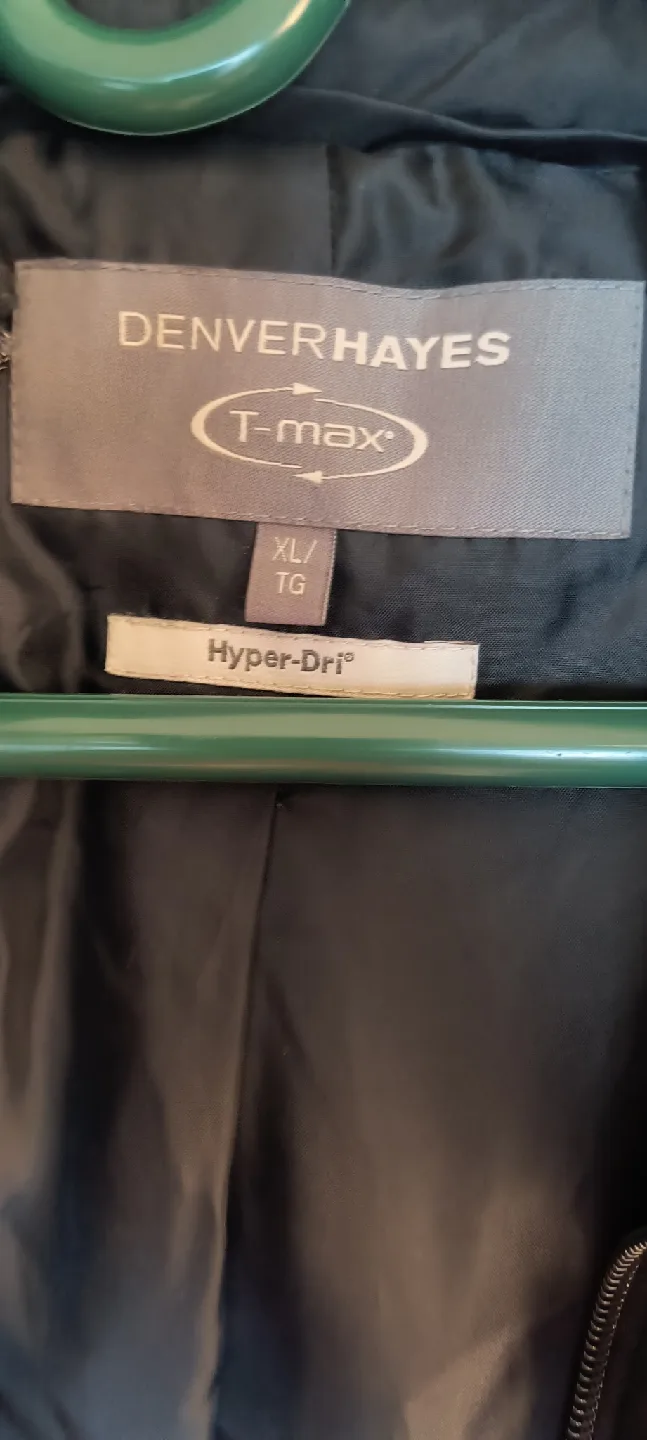 DENVERHAYES
T-max®
XL/
TG
Hyper-Dri®